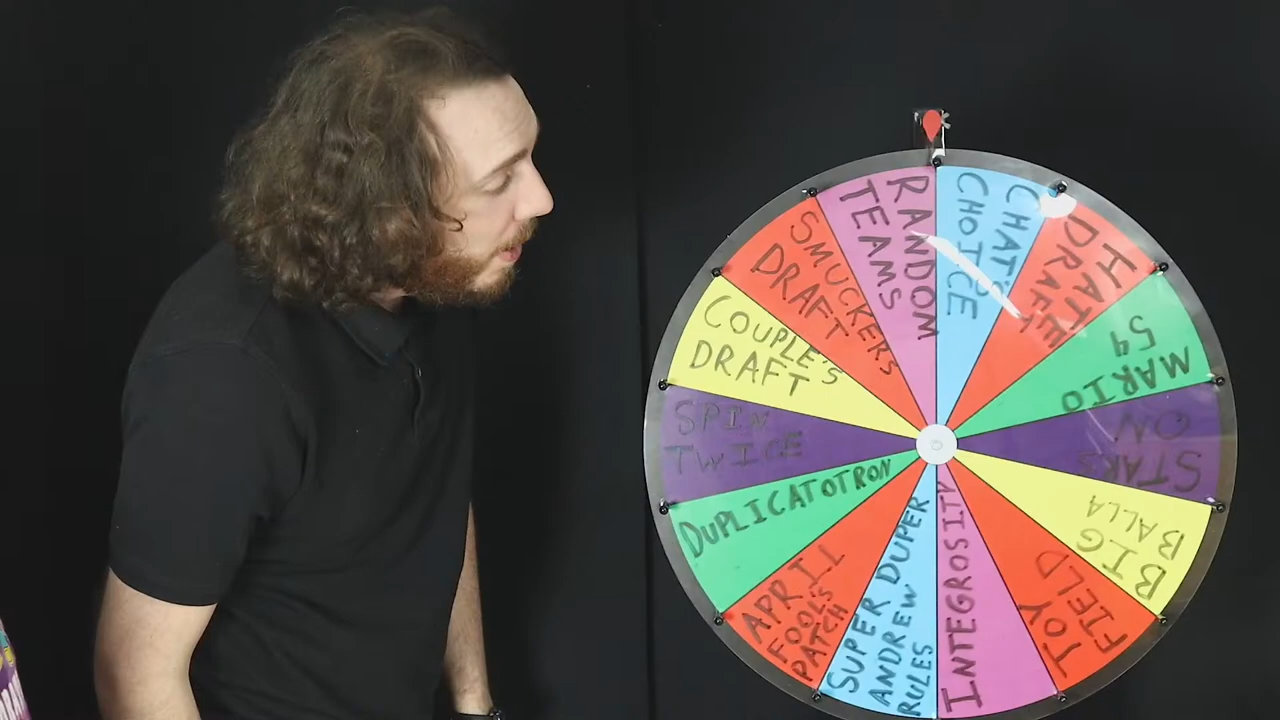 RANDOM
TEAMS
CHAT'S
CHOICE
HATE
DRAFT
MARIO
54
STARS
ON
BIG
BALLA
TOY
FIELD
INTEGROSITY
SUPER DUPER
ANDREW
RULES
APRIL
FOOL'S
PATCH
DUPLICATOTRON
SPIN
TWICE
COUPLE'S
DRAFT
SMUCKERS
DRAFT